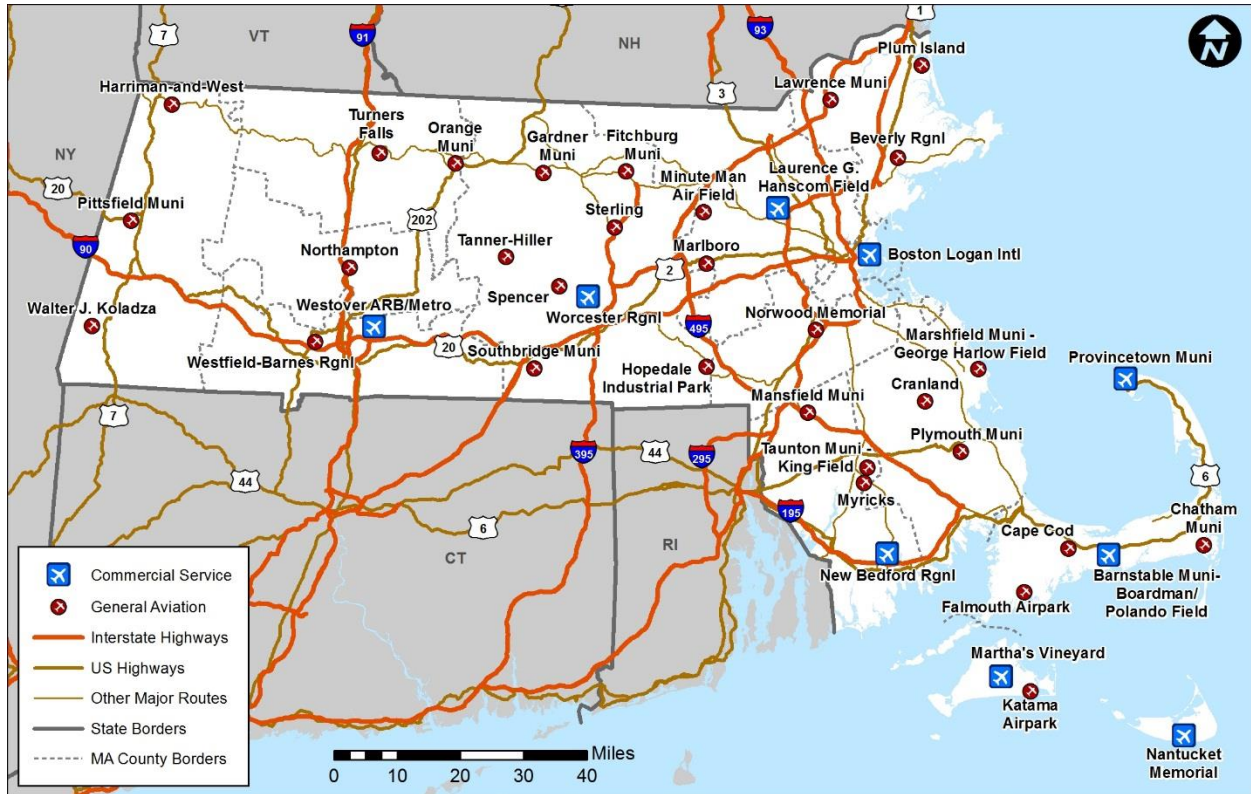 1
7
VT
91
NH
93
Plum Island
N
3
Lawrence Muni
Harriman-and-West
Turners
Falls
Orange
Muni
Gardner
Muni
Fitchburg
Muni
Beverly Rgnl
NY
Laurence G.
Hanscom Field
Minute Man
Air Field
20
Pittsfield Muni
202
Sterling
90
Northampton
Tanner-Hiller
Marlboro
2
Boston Logan Intl
Spencer
Walter J. Koladza
Westover ARB/Metro
Worcester Rgnl
495
Norwood Memorial
Marshfield Muni -
George Harlow Field
20
Westfield-Barnes Rgnl
Southbridge Muni
Hopedale
Industrial Park
Provincetown Muni
Cranland
Mansfield Muni
7
Plymouth Muni
395
44
295
Taunton Muni -
King Field
44
Myricks
6
6
195
Chatham
Muni
CT
RI
Cape Cod
New Bedford Rgnl
Barnstable Muni-
Boardman/
Polando Field
Falmouth Airpark
Martha's Vineyard
Katama
Airpark
Nantucket
Memorial
Commercial Service
General Aviation
Interstate Highways
US Highways
Other Major Routes
State Borders
MA County Borders
Miles
0 10 20 30 40